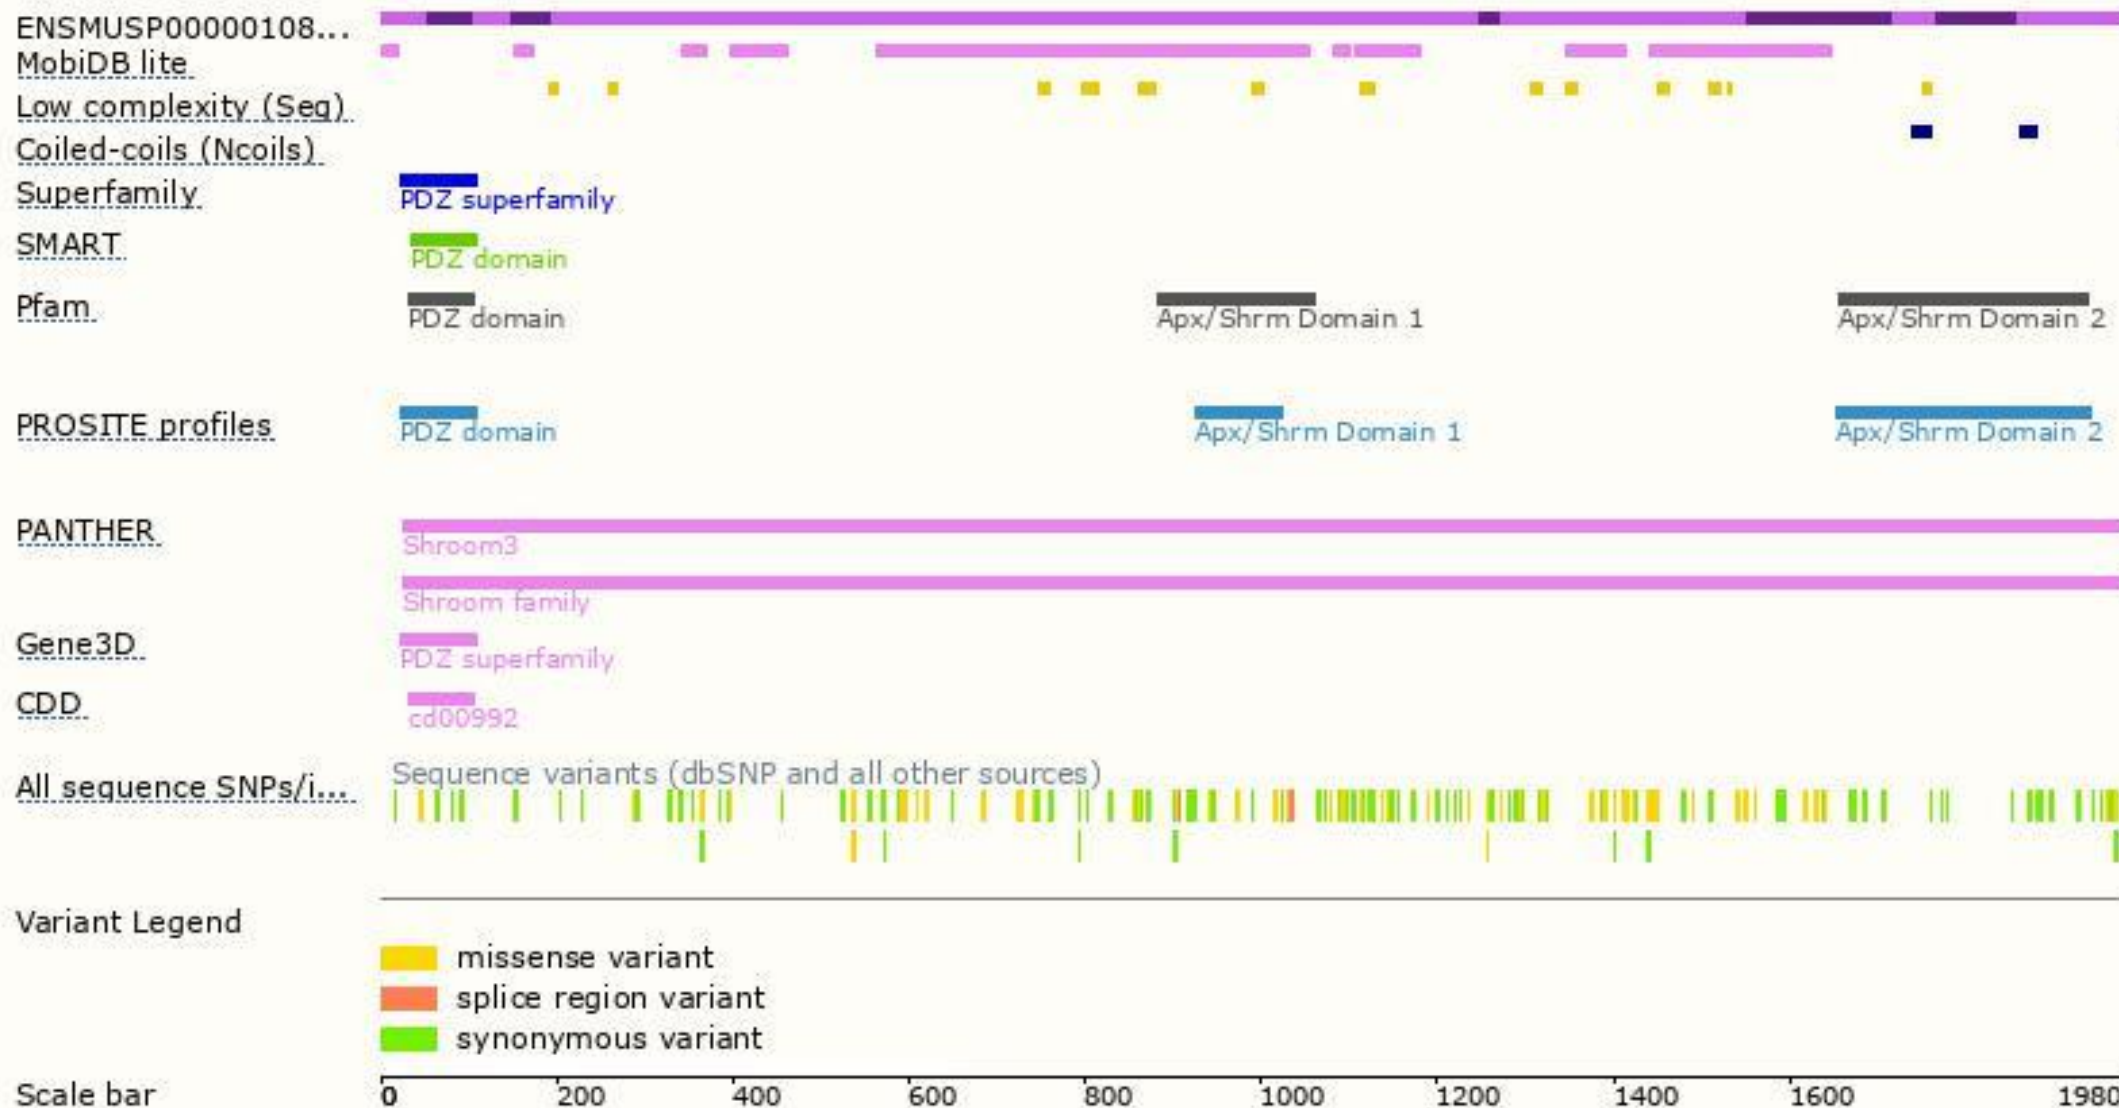 ENSMUSP00000108...
MobiDB lite
Low complexity (Seg)
Coiled-coils (Ncoils)
Superfamily
PDZ superfamily
SMART
PDZ domain
Pfam
PDZ domain Apx/Shrm Domain 1 Apx/Shrm Domain 2
PROSITE profiles
PDZ domain Apx/Shrm Domain 1 Apx/Shrm Domain 2
PANTHER
Shroom3
Shroom family
Gene3D
PDZ superfamily
CDD
cd00992
Sequence variants (dbSNP and all other sources)
All sequence SNPs/i...
Variant Legend
missense variant
splice region variant
synonymous variant
Scale bar 0 200 400 600 800 1000 1200 1400 1600 1980